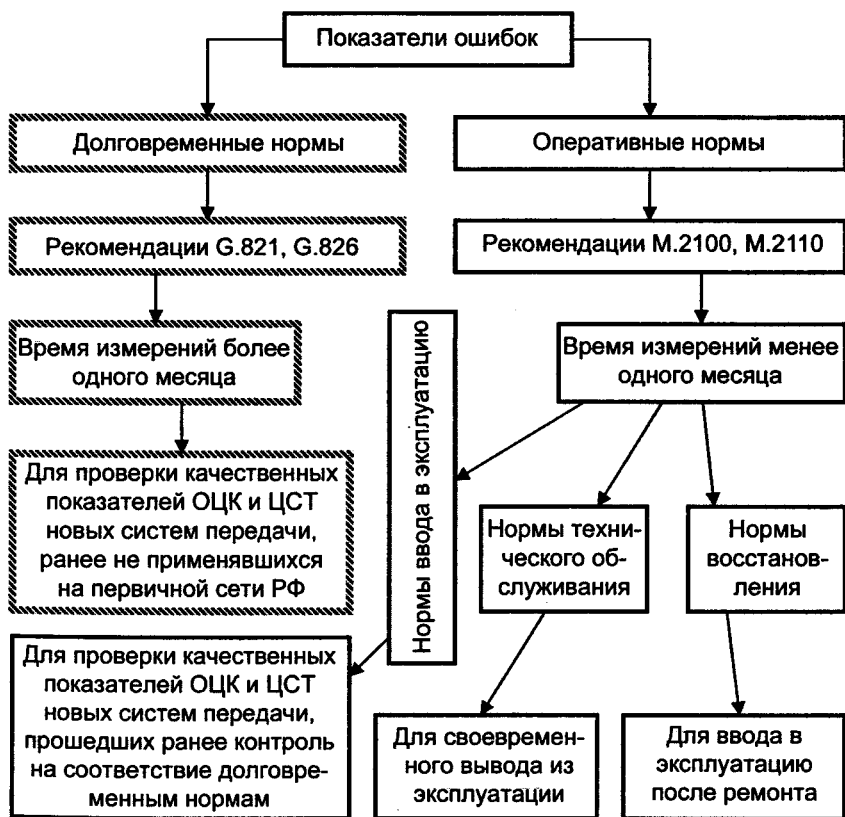 Показатели ошибок
Долговременные нормы
Оперативные нормы
Рекомендации G.821, G.826
Рекомендации M.2100, M.2110
Время измерений более
одного месяца
Время измерений менее
одного месяца
Нормы ввода в эксплуатацию
Для проверки качественных
показателей ОЦК и ЦСТ
новых систем передачи,
ранее не применявшихся
на первичной сети РФ
Нормы техни-
ческого об-
служивания
Нормы
восстанов-
ления
Для проверки качественных
показателей ОЦК и ЦСТ
новых систем передачи,
прошедших ранее контроль
на соответствие долговре-
менным нормам
Для своевремен-
ного вывода из
эксплуатации
Для ввода в
эксплуатацию
после ремонта